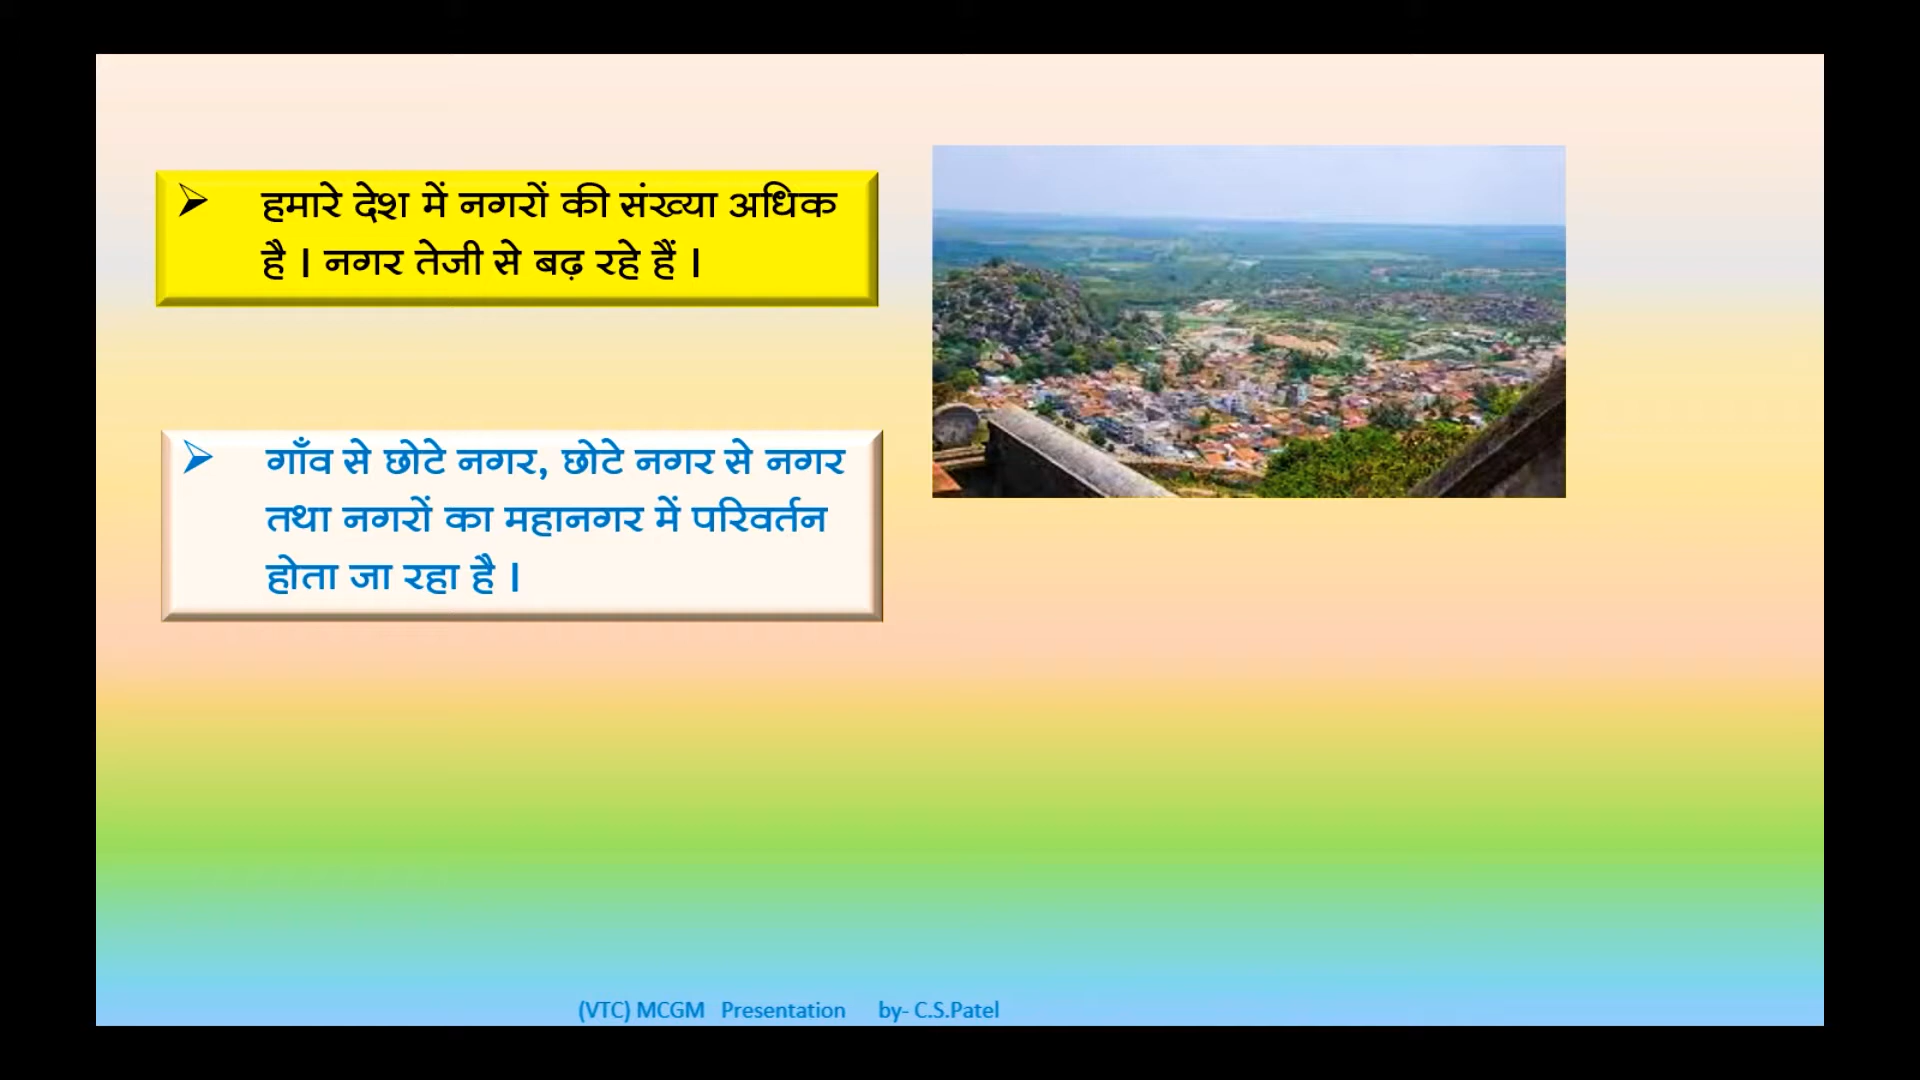 ➢ हमारे देश में नगरों की संख्या अधिक
है । नगर तेजी से बढ़ रहे हैं ।
➢ गाँव से छोटे नगर, छोटे नगर से नगर
तथा नगरों का महानगर में परिवर्तन
होता जा रहा है ।
(VTC) MCGM Presentation by- C.S.Patel